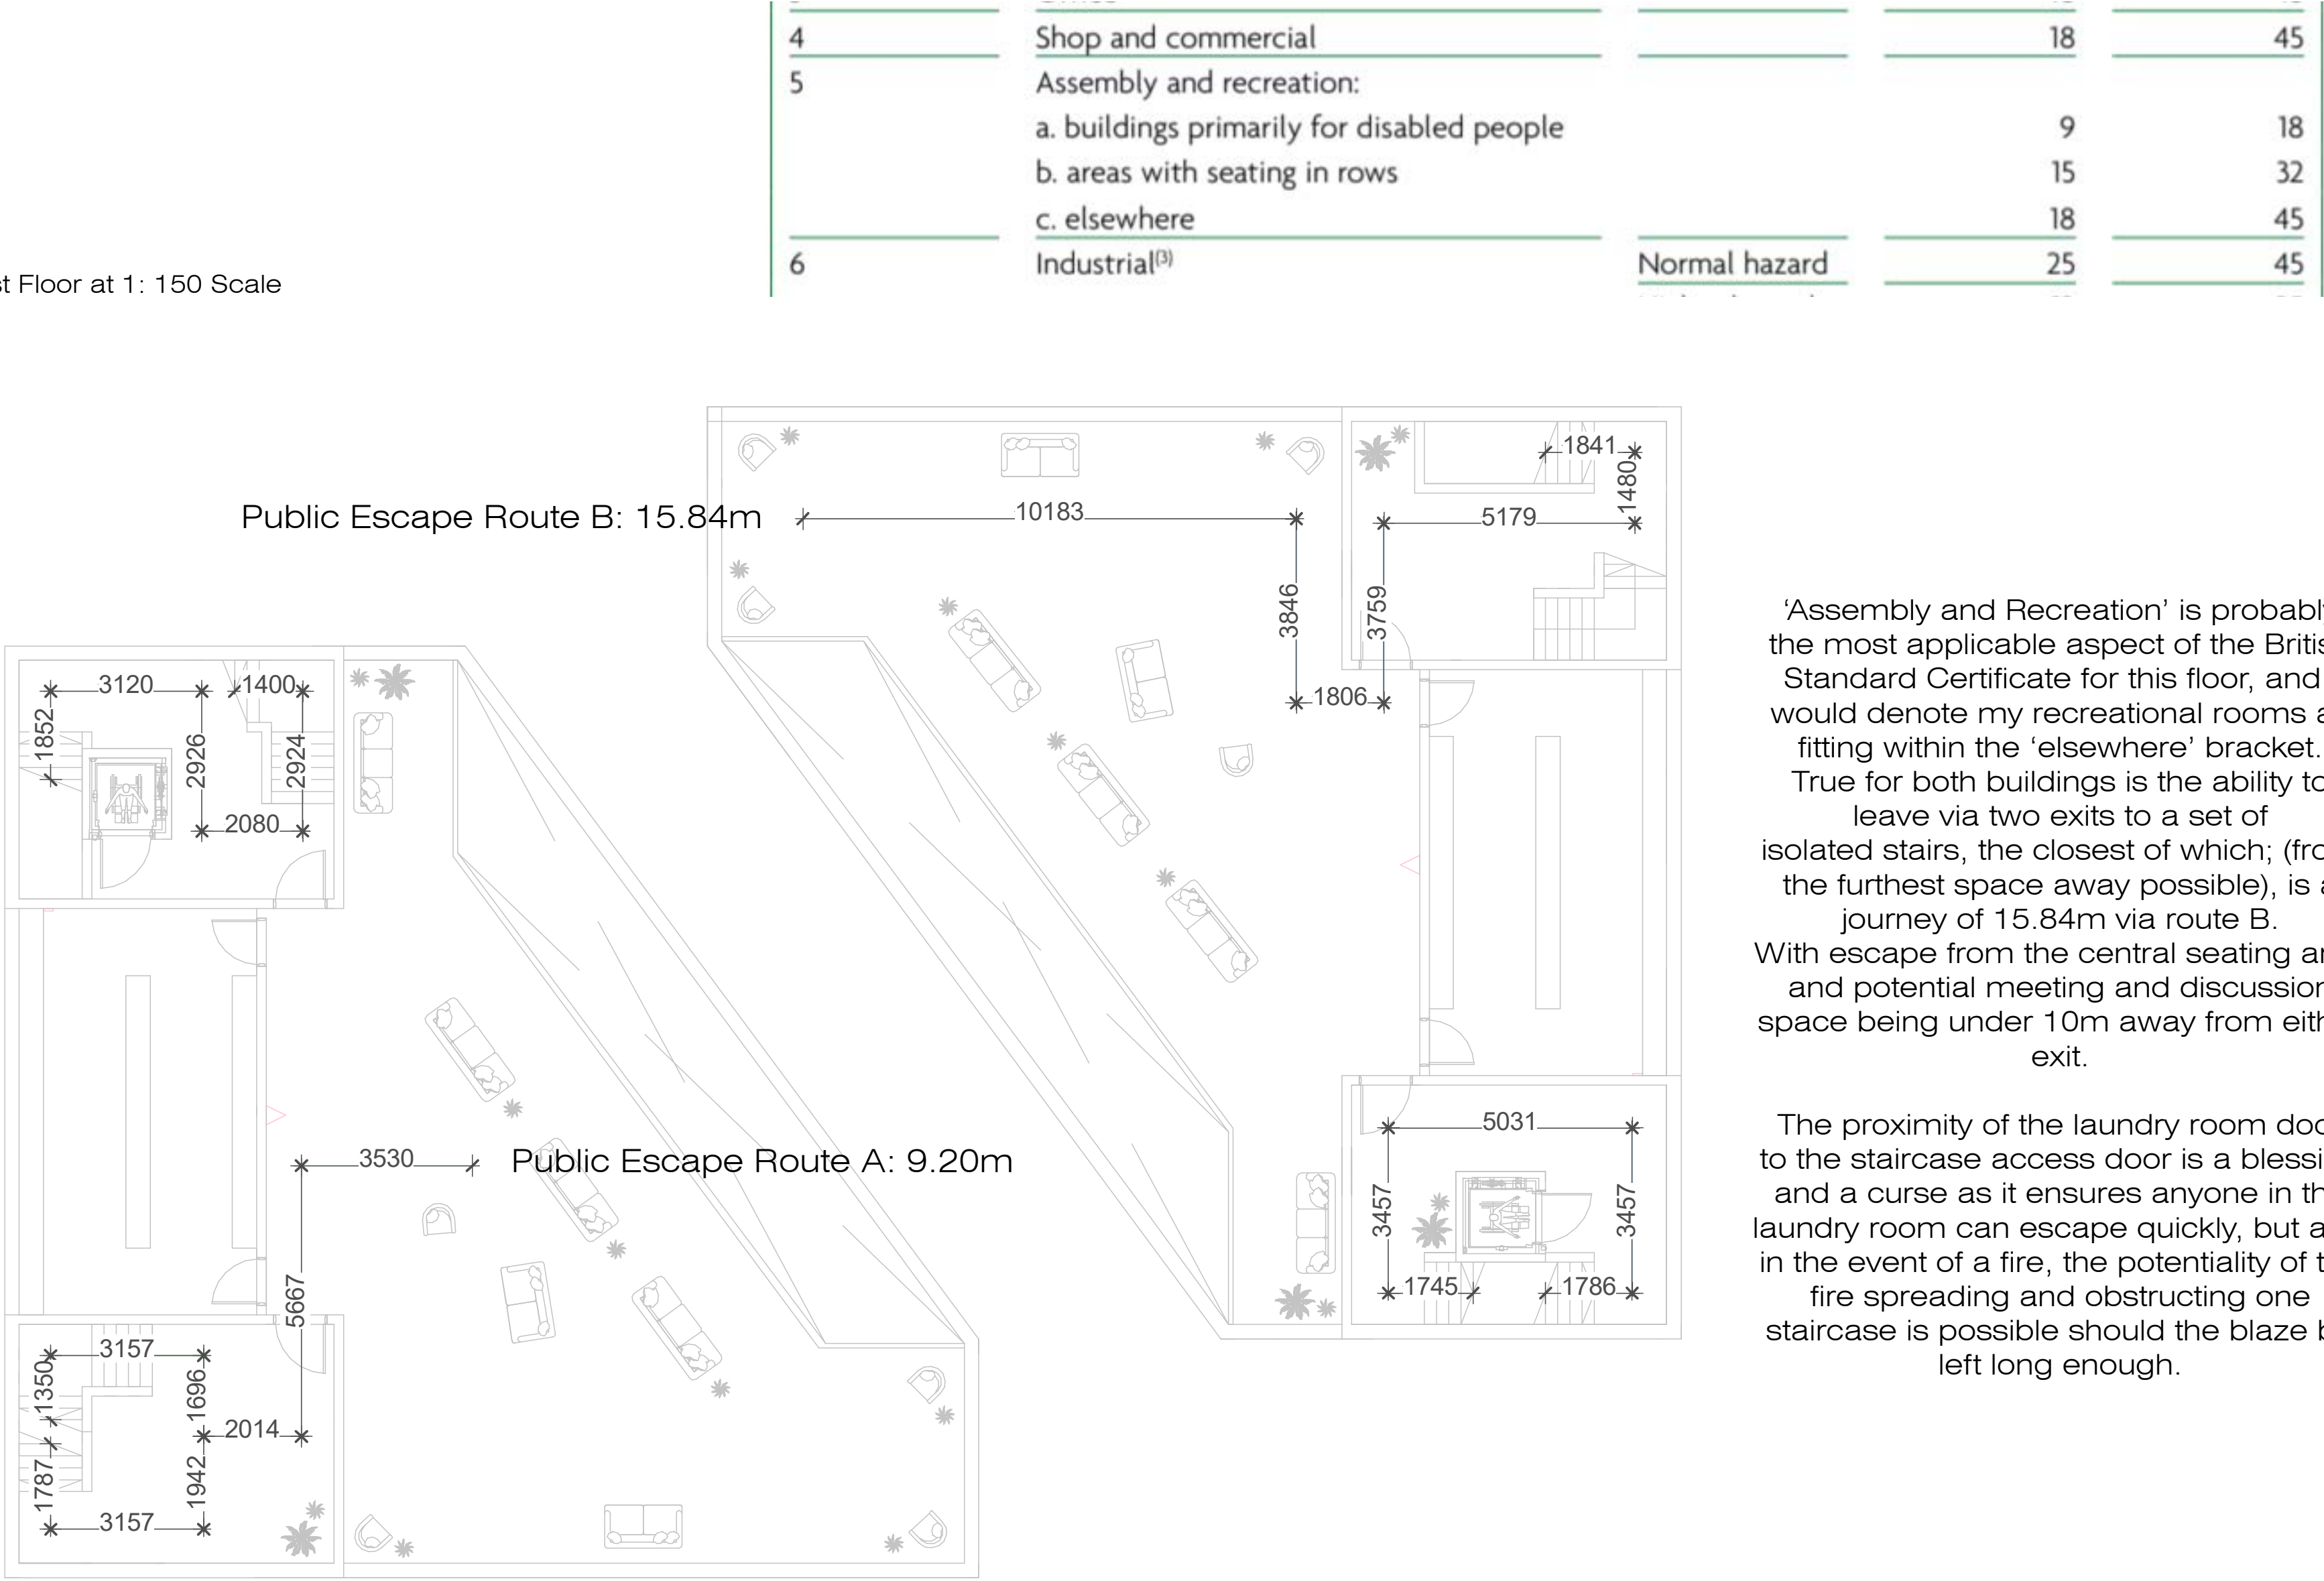 4 Shop and commercial 18 45
5 Assembly and recreation:
a. buildings primarily for disabled people 9 18
b. areas with seating in rows 15 32
c. elsewhere 18 45
6 Industrial(3) Normal hazard 25 45
st Floor at 1: 150 Scale
Public Escape Route B: 15.84m
10183
3846
1806
3759
5179
1841
1480
3120
1400
1852
2926
2924
2080
3530
Public Escape Route A: 9.20m
5667
3157
1350
1696
2014
1787
1942
3157
5031
3457
3457
1745
1786
‘Assembly and Recreation’ is probably
the most applicable aspect of the Britis
Standard Certificate for this floor, and
would denote my recreational rooms a
fitting within the ‘elsewhere’ bracket.
True for both buildings is the ability to
leave via two exits to a set of
isolated stairs, the closest of which; (fro
the furthest space away possible), is a
journey of 15.84m via route B.
With escape from the central seating ar
and potential meeting and discussion
space being under 10m away from eith
exit.
The proximity of the laundry room doo
to the staircase access door is a blessi
and a curse as it ensures anyone in th
laundry room can escape quickly, but a
in the event of a fire, the potentiality of t
fire spreading and obstructing one
staircase is possible should the blaze b
left long enough.